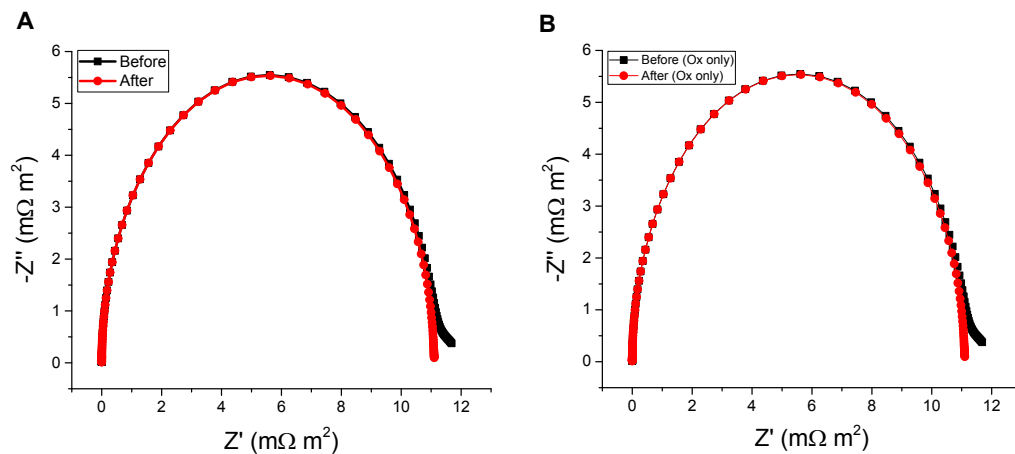 A
Before
After
6
5
4
3
2
1
0
0 2 4 6 8 10 12
-Z'' (mΩ m²)
Z' (mΩ m²)
B
Before (Ox only)
After (Ox only)
6
5
4
3
2
1
0
0 2 4 6 8 10 12
-Z'' (mΩ m²)
Z' (mΩ m²)